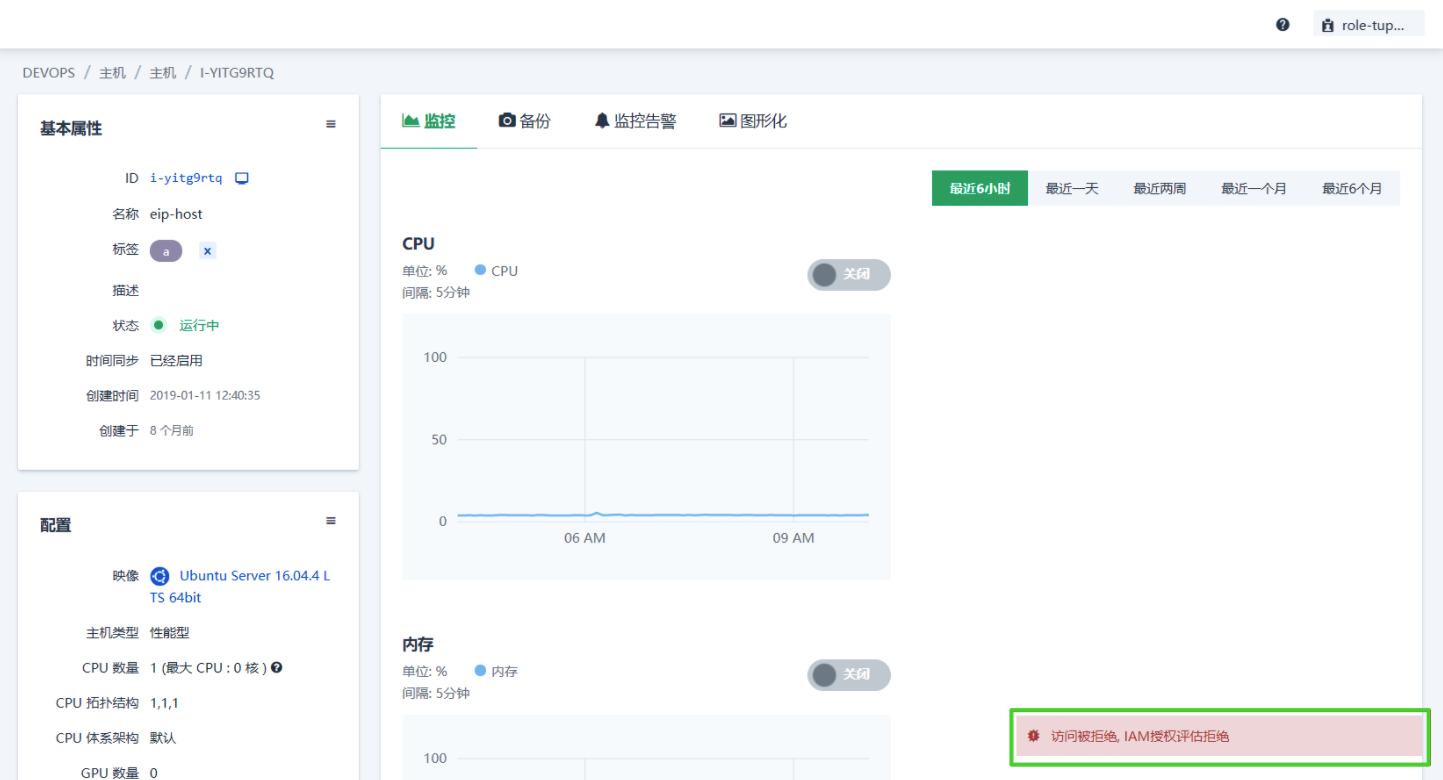 role-tup...
DEVOPS / 主机 / 主机 / I-YITG9RTQ
基本属性
ID i-yitg9rtq
名称 eip-host
标签 a x
描述
状态 运行中
时间同步 已经启用
创建时间 2019-01-11 12:40:35
创建于 8 个月前
配置
映像 Ubuntu Server 16.04.4 L
TS 64bit
主机类型 性能型
CPU 数量 1 (最大 CPU : 0 核 )
CPU 拓扑结构 1,1,1
CPU 体系架构 默认
GPU 数量 0
监控 备份 监控告警 图形化
最近6小时 最近一天 最近两周 最近一个月 最近6个月
CPU
单位: % CPU
间隔: 5分钟
关闭
100
50
0
06 AM 09 AM
内存
单位: % 内存
间隔: 5分钟
关闭
100
访问被拒绝, IAM授权评估拒绝